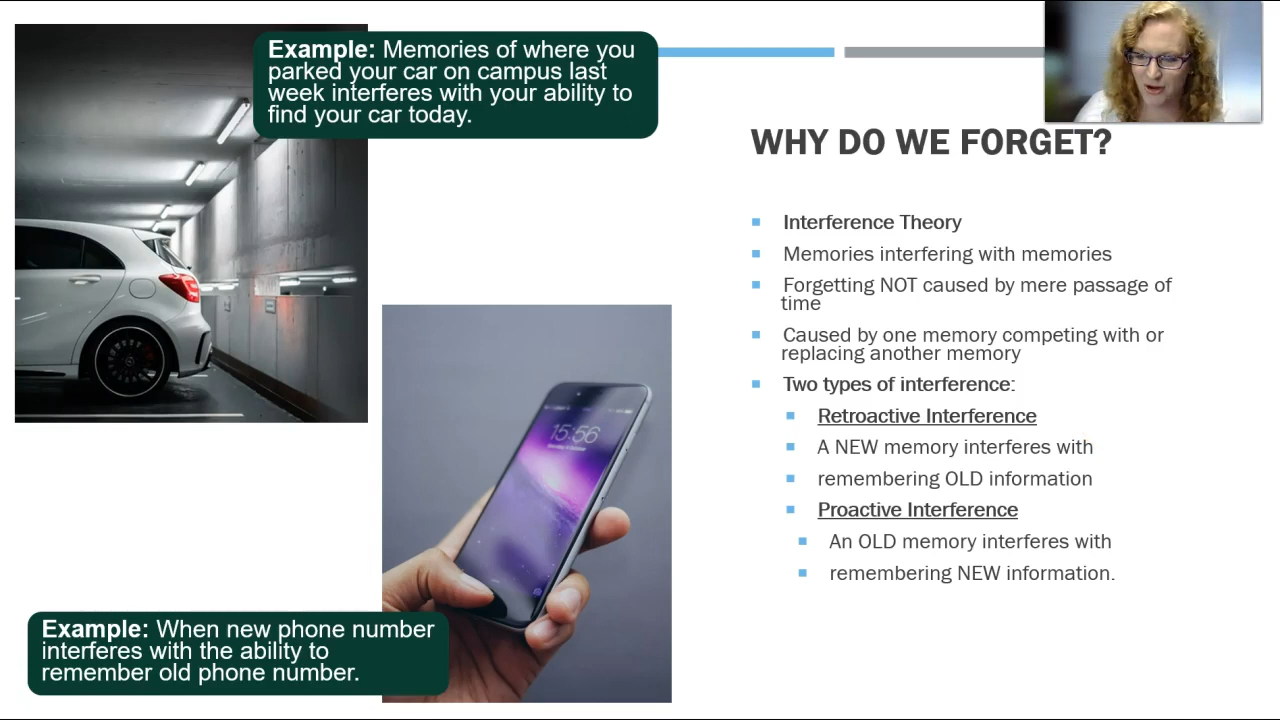 Example: Memories of where you
parked your car on campus last
week interferes with your ability to
find your car today.
WHY DO WE FORGET?
Interference Theory
Memories interfering with memories
Forgetting NOT caused by mere passage of
time
Caused by one memory competing with or
replacing another memory
Two types of interference:
Retroactive Interference
A NEW memory interferes with
remembering OLD information
Proactive Interference
An OLD memory interferes with
remembering NEW information.
15:56
Example: When new phone number
interferes with the ability to
remember old phone number.